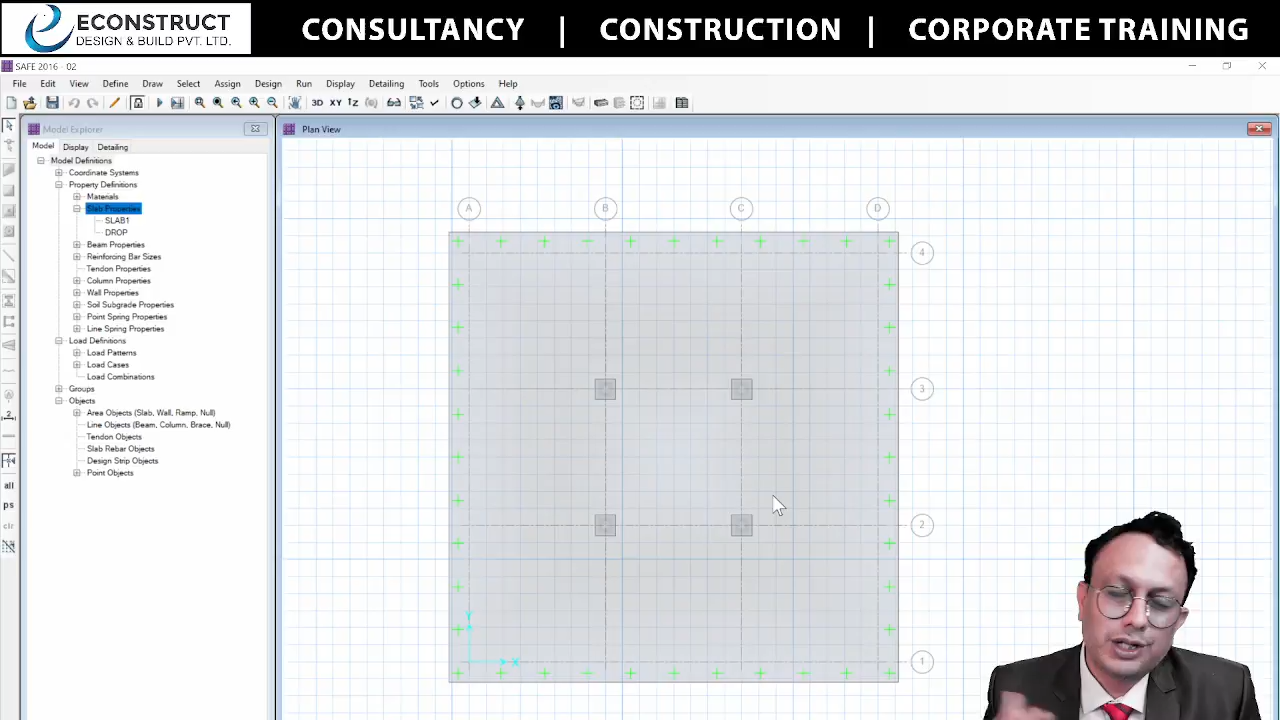 ECONSTRUCT
DESIGN & BUILD PVT. LTD.
CONSULTANCY | CONSTRUCTION | CORPORATE TRAINING
SAFE 2016 - 02
File Edit View Define Draw Select Assign Design Run Display Detailing Tools Options Help
3D XY
Model Explorer
Plan View
Model Display Detailing
Model Definitions
Coordinate Systems
Property Definitions
Materials
Slab Properties
SLAB1
DROP
Beam Properties
Reinforcing Bar Sizes
Tendon Properties
Column Properties
Wall Properties
Soil Subgrade Properties
Point Spring Properties
Line Spring Properties
Load Definitions
Load Patterns
Load Cases
Load Combinations
Groups
Objects
Area Objects (Slab, Wall, Ramp, Null)
Line Objects (Beam, Column, Brace, Null)
Tendon Objects
Slab Rebar Objects
Design Strip Objects
Point Objects
all
ps
clr
A B C D
4
3
2
1
Y
X